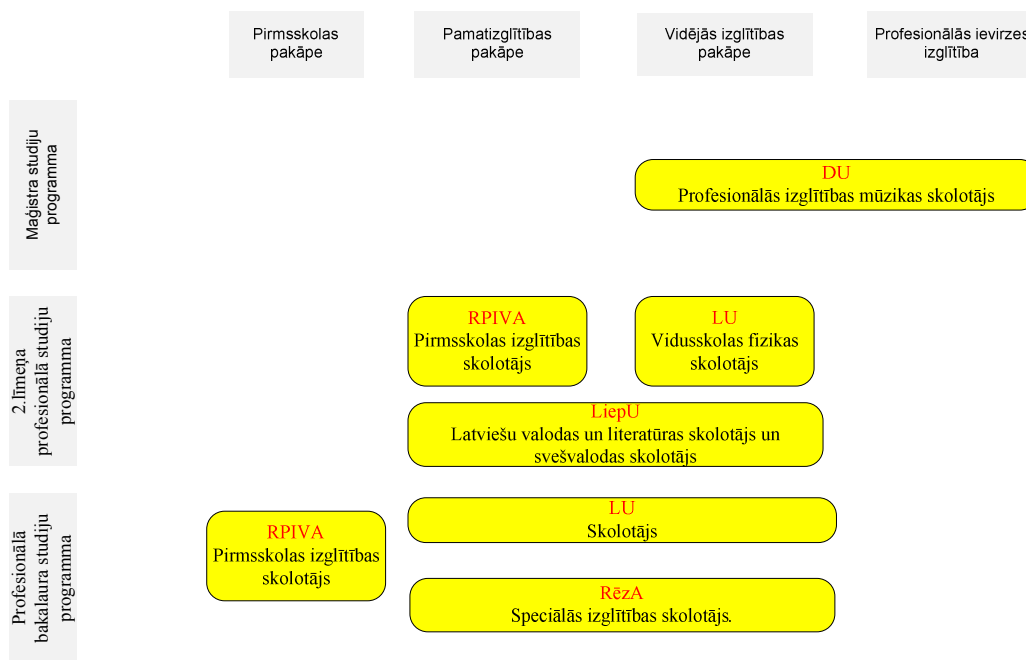 Pirmsskolas
pakāpe
Pamatizglītības
pakāpe
Vidējās izglītības
pakāpe
Profesionālās ievirzes
izglītība
Maģistra studiju
programma
DU
Profesionālās izglītības mūzikas skolotājs
2.līmeņa
profesionālā studiju
programma
RPIVA
Pirmsskolas izglītības
skolotājs
LU
Vidusskolas fizikas
skolotājs
LiepU
Latviešu valodas un literatūras skolotājs un
svešvalodas skolotājs
Profesionālā
bakalaura studiju
programma
RPIVA
Pirmsskolas izglītības
skolotājs
LU
Skolotājs
RēzA
Speciālās izglītības skolotājs.